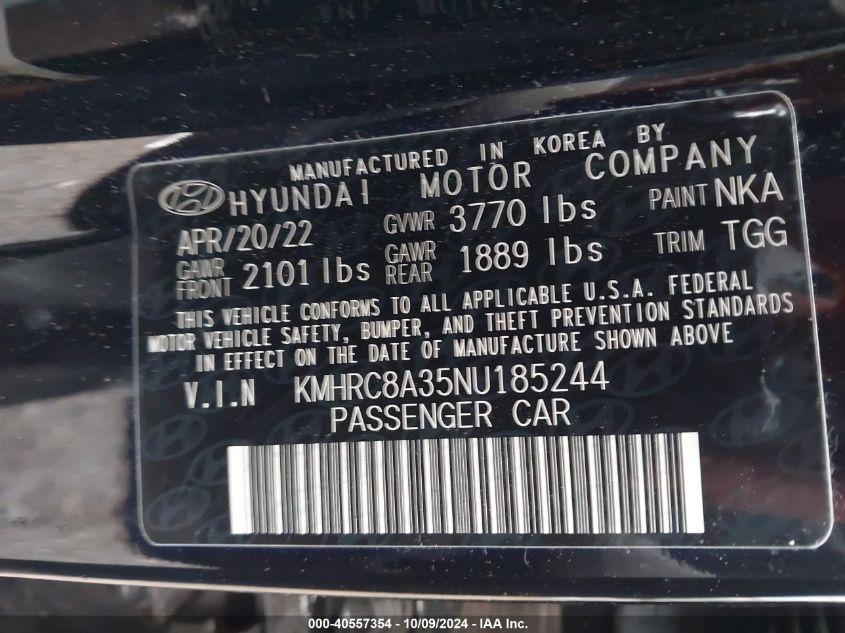 MANUFACTURED IN KOREA BY
HYUNDAI MOTOR COMPANY
APR/20/22 GVWR 3770 lbs PAINT NKA
GAWR FRONT 2101 lbs GAWR REAR 1889 lbs TRIM TGG
THIS VEHICLE CONFORMS TO ALL APPLICABLE U.S.A. FEDERAL
MOTOR VEHICLE SAFETY, BUMPER, AND THEFT PREVENTION STANDARDS
IN EFFECT ON THE DATE OF MANUFACTURE SHOWN ABOVE
V.I.N KMHRC8A35NU185244
PASSENGER CAR
000-40557354 - 10/09/2024 - IAA Inc.